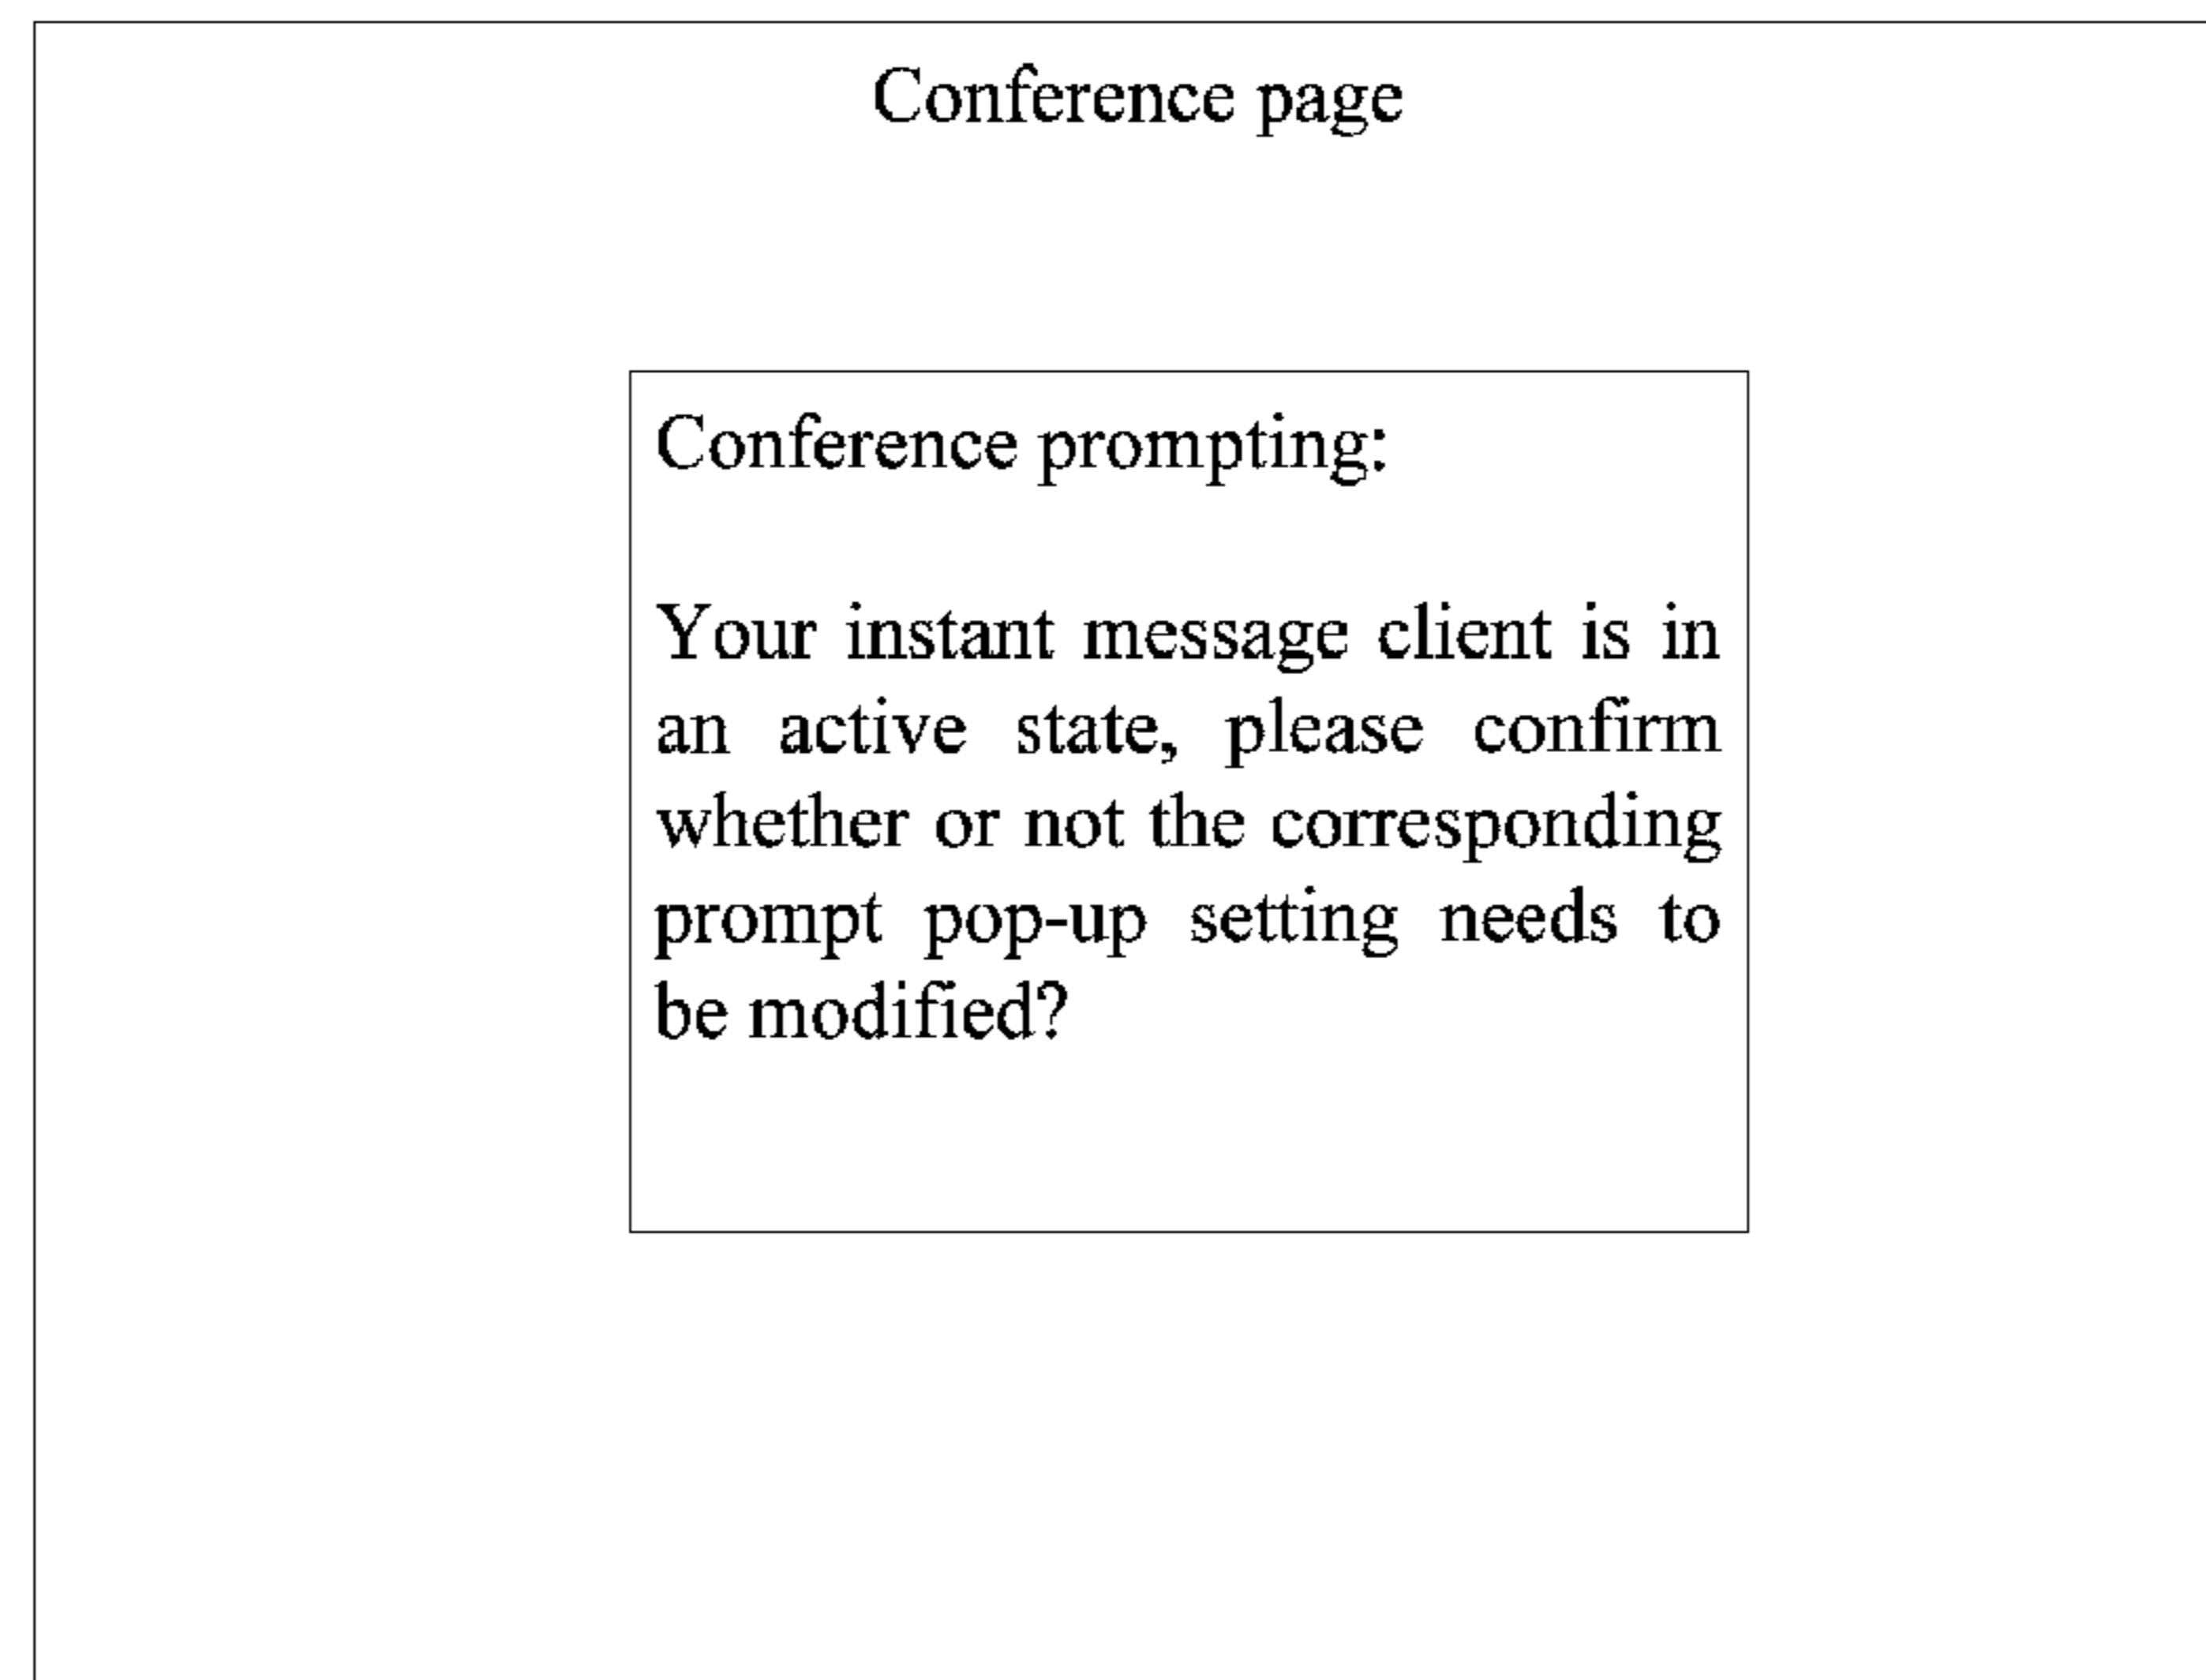 Conference page
Conference prompting:
Your instant message client is in
an active state, please confirm
whether or not the corresponding
prompt pop-up setting needs to
be modified?